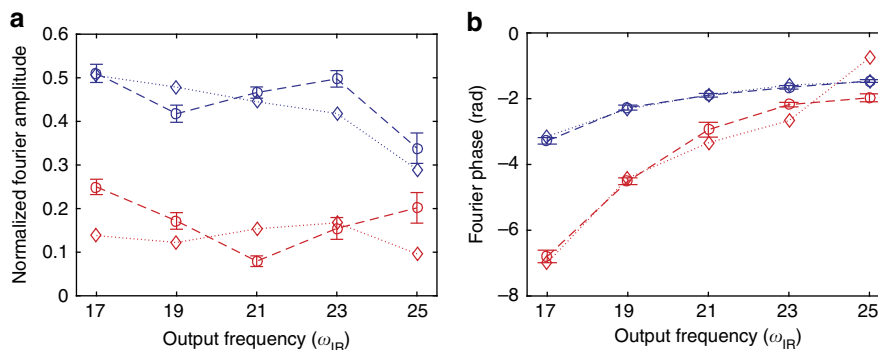 a
0.6
0.5
0.4
0.3
0.2
0.1
0
Normalized fourier amplitude
17 19 21 23 25
Output frequency (ωIR)
b
0
−2
−4
−6
−8
Fourier phase (rad)
17 19 21 23 25
Output frequency (ωIR)